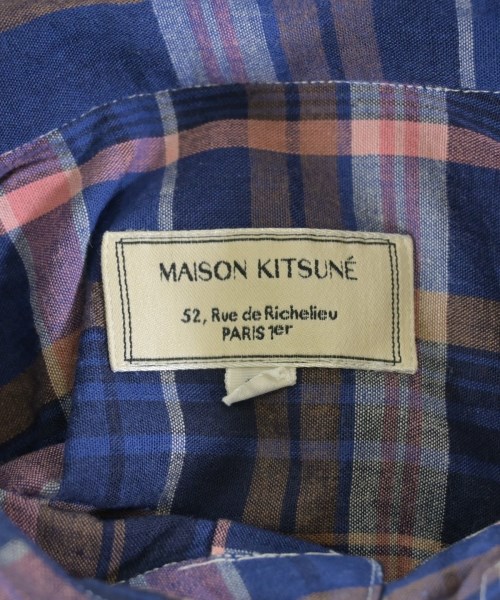 MAISON KITSUNÉ
52, Rue de Richelieu
PARIS 1er